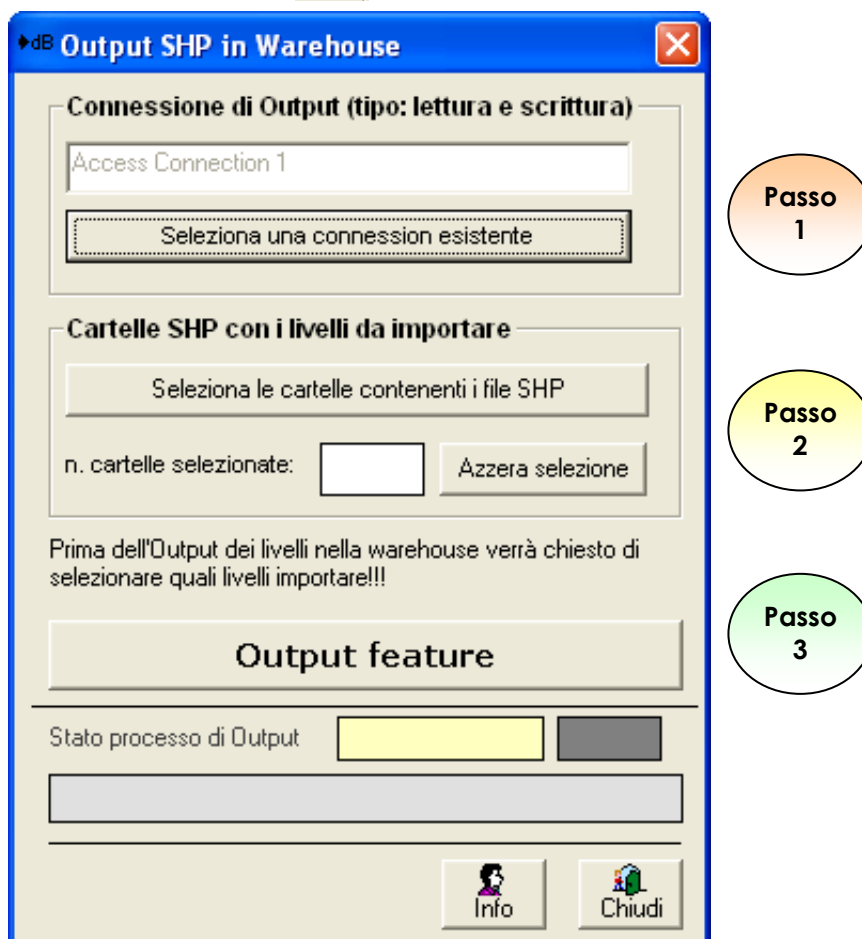 dB Output SHP in Warehouse
Connessione di Output (tipo: lettura e scrittura)
Access Connection 1
Seleziona una connession esistente
Passo
1
Cartelle SHP con i livelli da importare
Seleziona le cartelle contenenti i file SHP
n. cartelle selezionate:
Azzera selezione
Passo
2
Prima dell'Output dei livelli nella warehouse verrà chiesto di
selezionare quali livelli importare!!!
Output feature
Passo
3
Stato processo di Output
Info
Chiudi